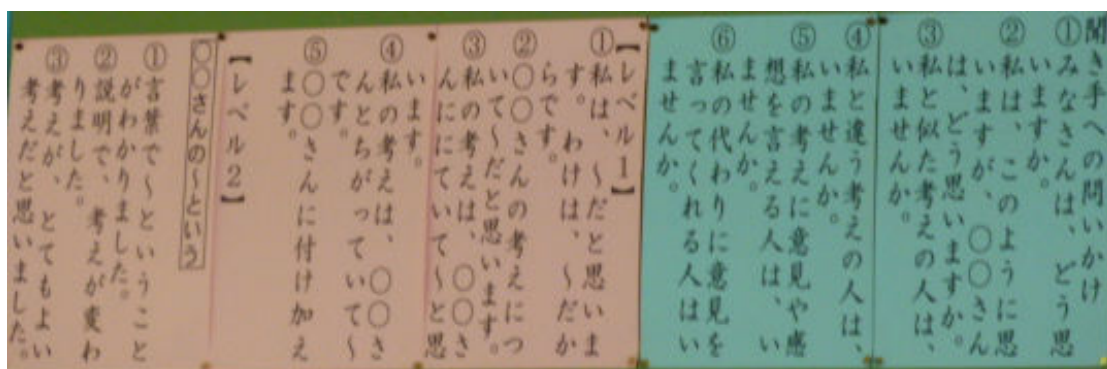 聞き手への問いかけ
①みなさんは、どう思
いますか。
②私は、このように思
いますが、○○さん
は、どう思いますか。
③私と似た考えの人は、
いませんか。
④私と違う考えの人は、
いませんか。
⑤私の考えに意見や感
想を言える人は、い
ませんか。
⑥私の代わりに意見を
言ってくれる人はい
ませんか。
【レベル1】
①私は、～だと思いま
す。わけは、～だか
らです。
②○○さんの考えにつ
いて～だと思います。
③私の考えは、○○さ
んににていて～と思
います。
④私の考えは、○○さ
んとちがっていて～
です。
⑤○○さんに付け加え
ます。
【レベル2】
○○さんの～という
①言葉で～ということ
がわかりました。
②説明で、考えが変わ
りました。
③考えが、とてもよい
考えだと思いました。